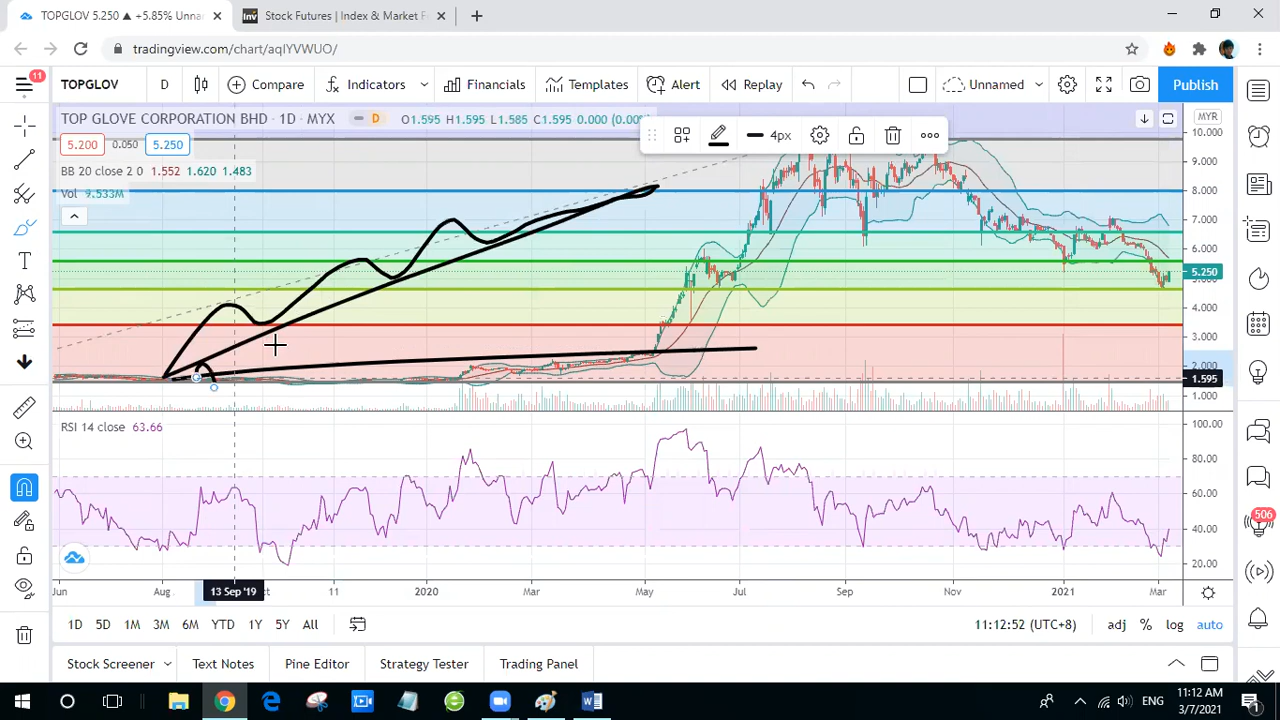 TOPGLOV 5.250 ▲ +5.85% Unna
Stock Futures | Index & Market F
tradingview.com/chart/aqIYVWUO/
11
TOPGLOV D Compare Indicators Financials Templates Alert Replay Unnamed Publish
TOP GLOVE CORPORATION BHD · 1D · MYX D O1.595 H1.595 L1.585 C1.595 0.000 (0.00%)
MYR
5.200 0.050 5.250
4px
BB 20 close 2 0 1.552 1.620 1.483
Vol 9.533M
10.000
9.000
8.000
7.000
6.000
5.250
4.000
3.000
2.000
1.595
1.000
RSI 14 close 63.66
100.00
80.00
60.00
40.00
20.00
506
Jun Aug 13 Sep '19 ct 11 2020 Mar May Jul Sep Nov 2021 Mar
1D 5D 1M 3M 6M YTD 1Y 5Y All 11:12:52 (UTC+8) adj % log auto
Stock Screener Text Notes Pine Editor Strategy Tester Trading Panel
ENG
11:12 AM
3/7/2021
1